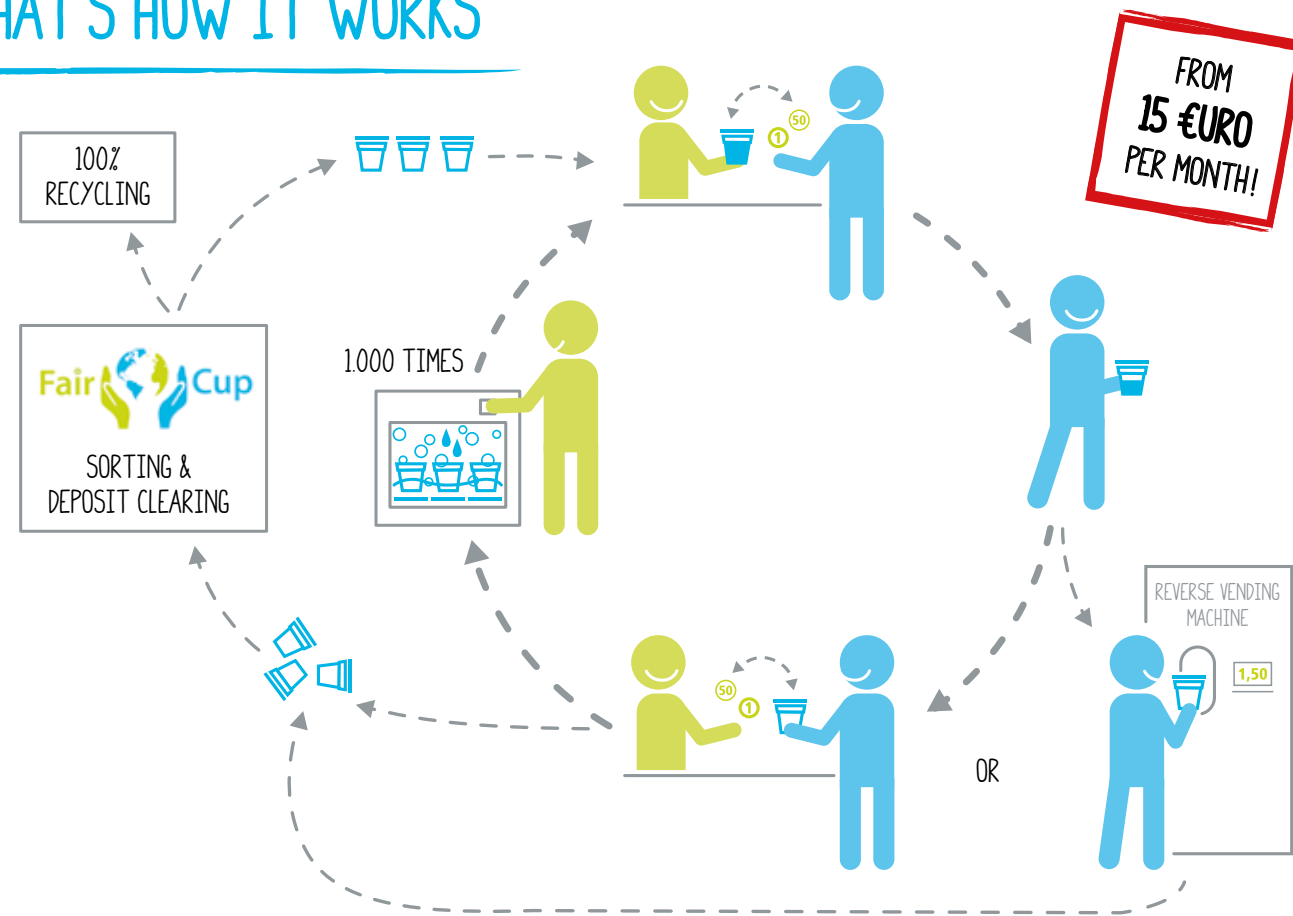 HAT'S HOW IT WORKS
FROM
15 €URO
PER MONTH!
100%
RECYCLING
50
1
1.000 TIMES
Fair Cup
SORTING &
DEPOSIT CLEARING
REVERSE VENDING
MACHINE
1,50
50
1
OR